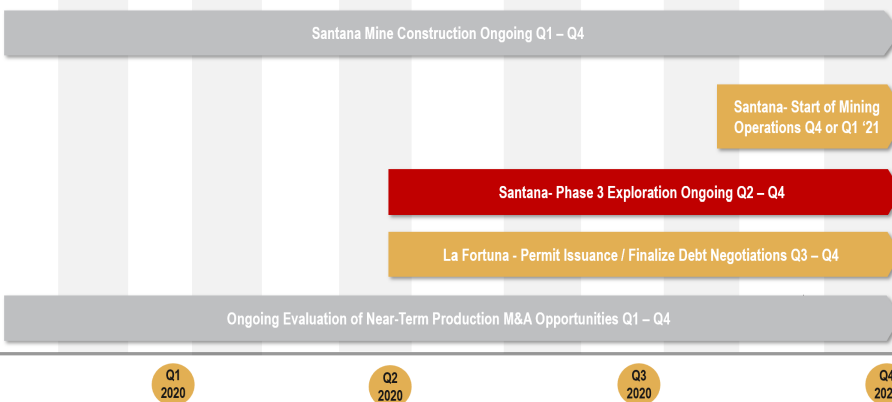 Santana Mine Construction Ongoing Q1 – Q4
Santana- Start of Mining
Operations Q4 or Q1 ‘21
Santana- Phase 3 Exploration Ongoing Q2 – Q4
La Fortuna - Permit Issuance / Finalize Debt Negotiations Q3 – Q4
Ongoing Evaluation of Near-Term Production M&A Opportunities Q1 – Q4
Q1
2020
Q2
2020
Q3
2020